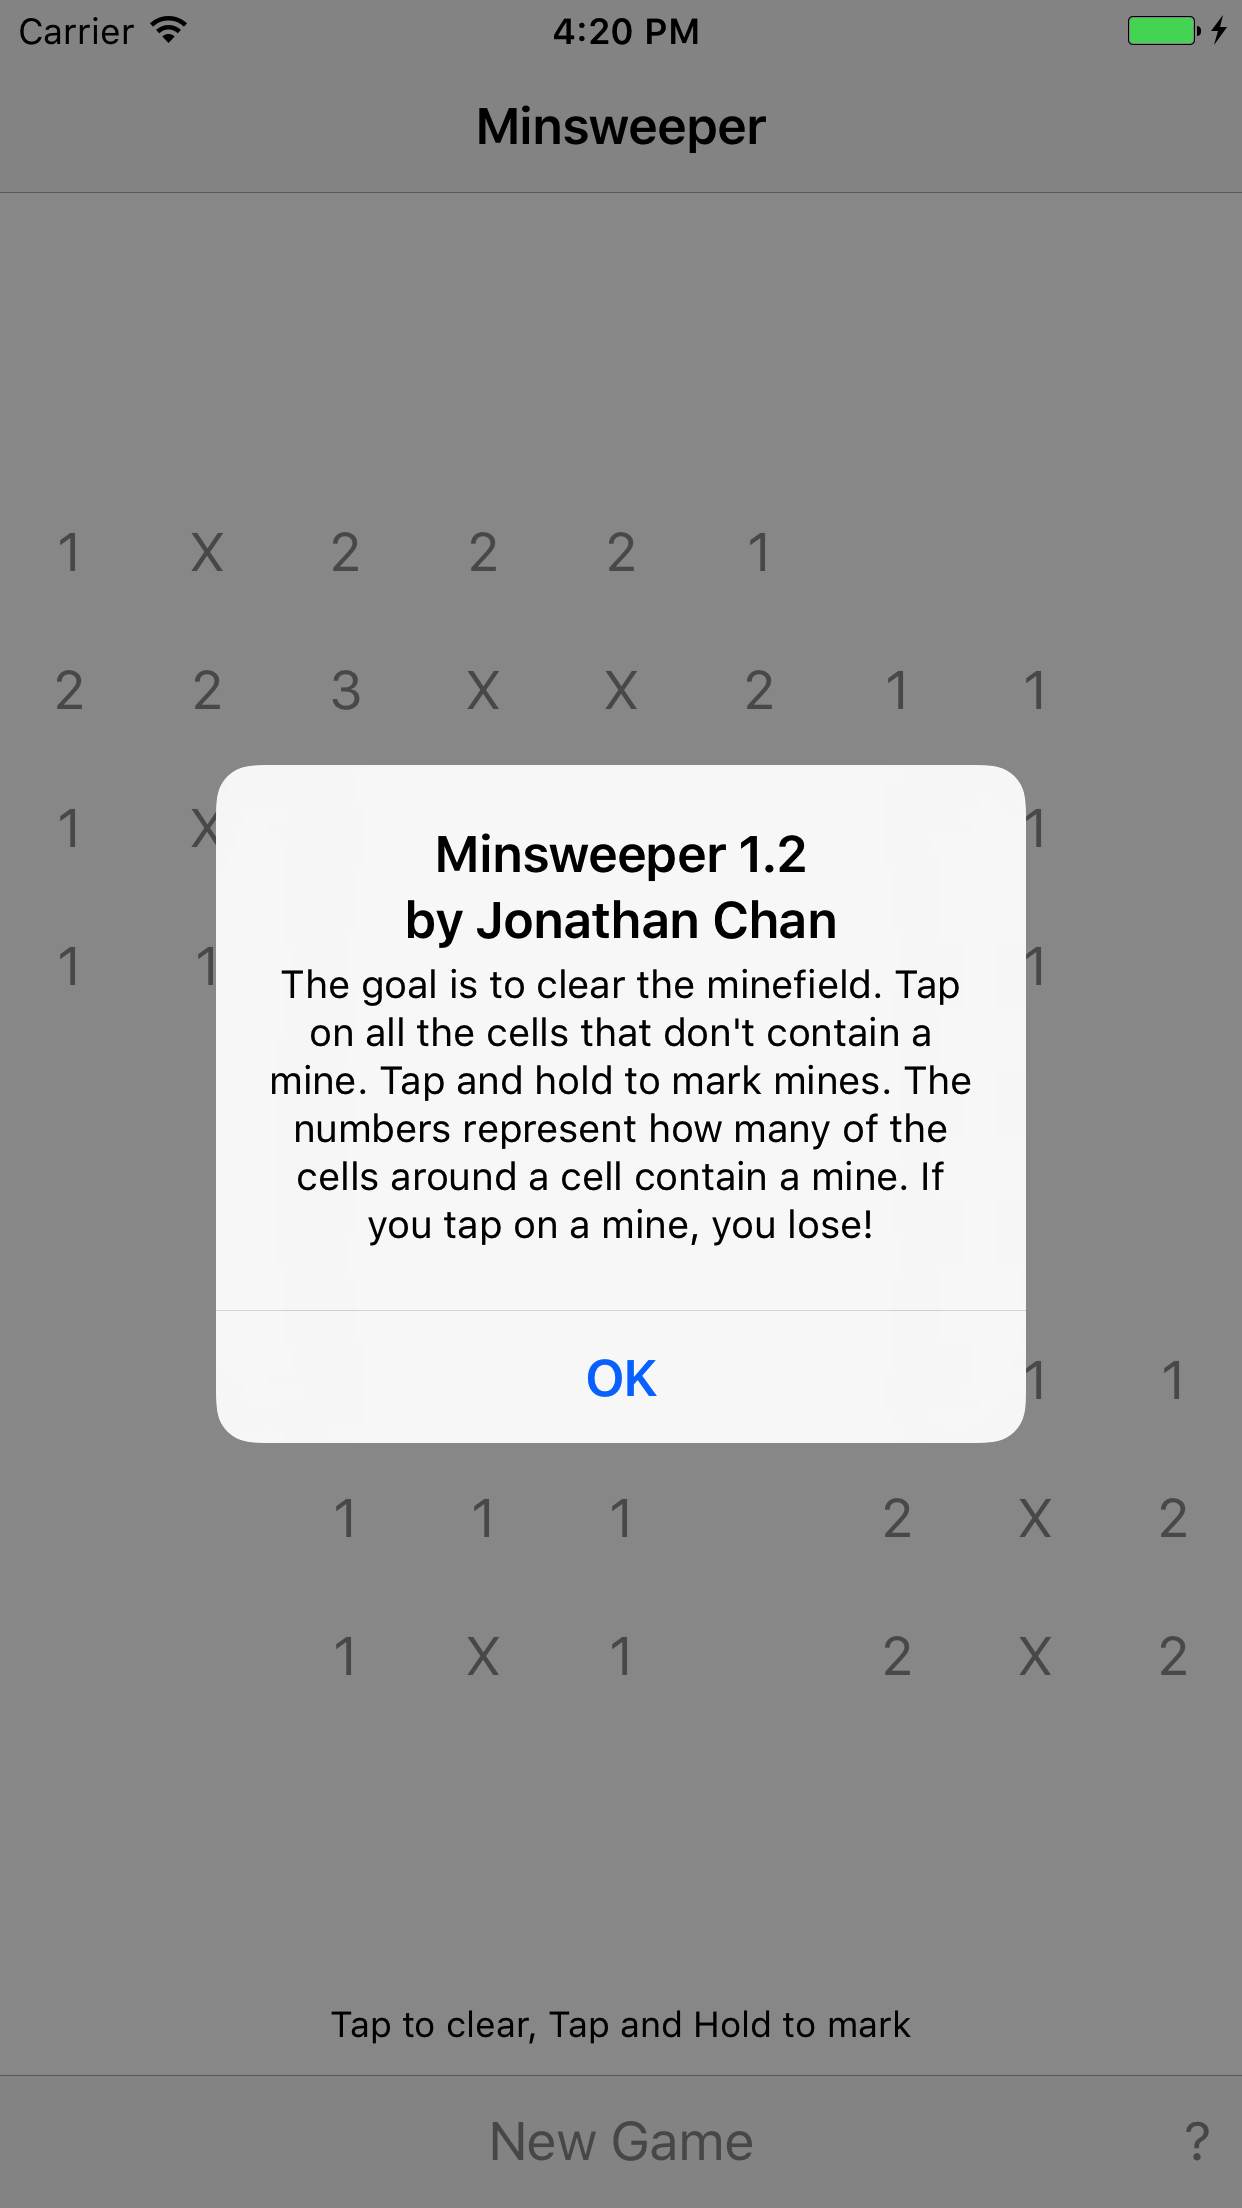 Carrier 4:20 PM
Minsweeper
1 X 2 2 2 1
2 2 3 X X 2 1 1
1 X 1
1 1 1
Minsweeper 1.2
by Jonathan Chan
The goal is to clear the minefield. Tap
on all the cells that don't contain a
mine. Tap and hold to mark mines. The
numbers represent how many of the
cells around a cell contain a mine. If
you tap on a mine, you lose!
OK
1 1
1 1 1 2 X 2
1 X 1 2 X 2
Tap to clear, Tap and Hold to mark
New Game ?